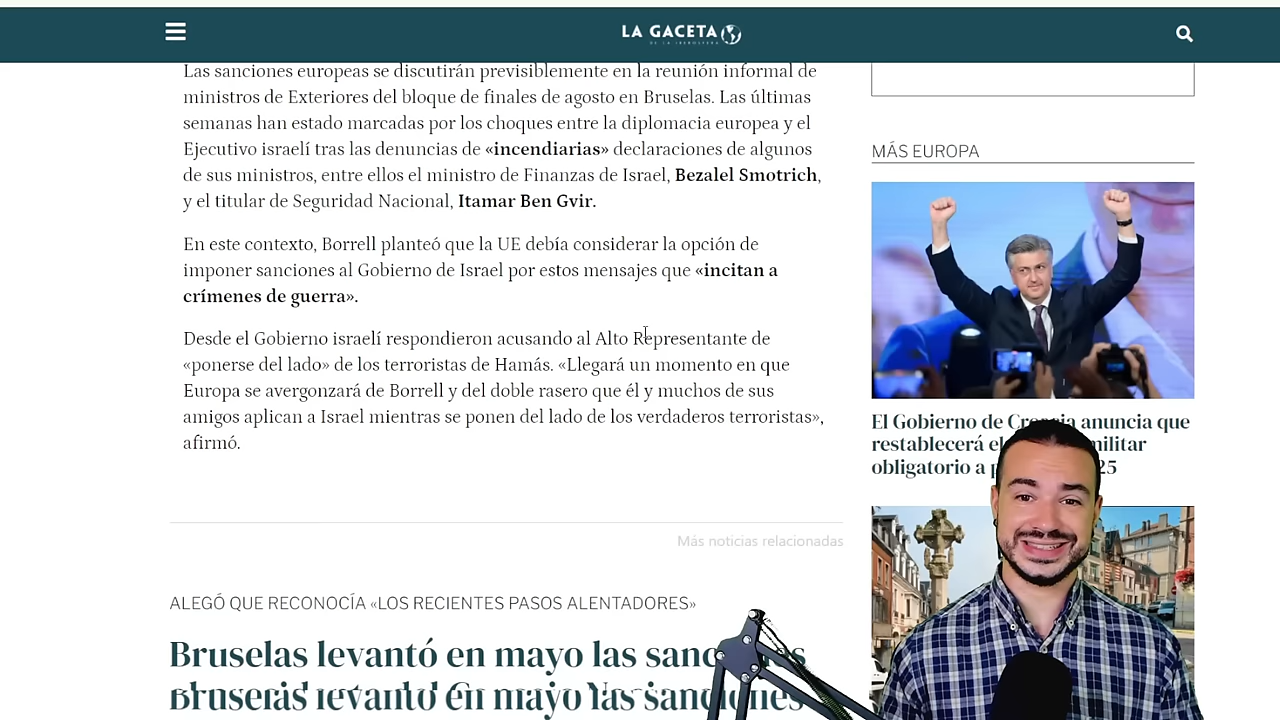 LA GACETA
DE LA IBEROSFERA
Las sanciones europeas se discutirán previsiblemente en la reunión informal de
ministros de Exteriores del bloque de finales de agosto en Bruselas. Las últimas
semanas han estado marcadas por los choques entre la diplomacia europea y el
Ejecutivo israelí tras las denuncias de «incendiarias» declaraciones de algunos
de sus ministros, entre ellos el ministro de Finanzas de Israel, Bezalel Smotrich,
y el titular de Seguridad Nacional, Itamar Ben Gvir.
En este contexto, Borrell planteó que la UE debía considerar la opción de
imponer sanciones al Gobierno de Israel por estos mensajes que «incitan a
crímenes de guerra».
Desde el Gobierno israelí respondieron acusando al Alto Representante de
«ponerse del lado» de los terroristas de Hamás. «Llegará un momento en que
Europa se avergonzará de Borrell y del doble rasero que él y muchos de sus
amigos aplican a Israel mientras se ponen del lado de los verdaderos terroristas»,
afirmó.
Más noticias relacionadas
ALEGÓ QUE RECONOCÍA «LOS RECIENTES PASOS ALENTADORES»
Bruselas levantó en mayo las
Bruselas levantó en mayo las sanciones
MÁS EUROPA
El Gobierno de anuncia que
restablecerá el militar
obligatorio a